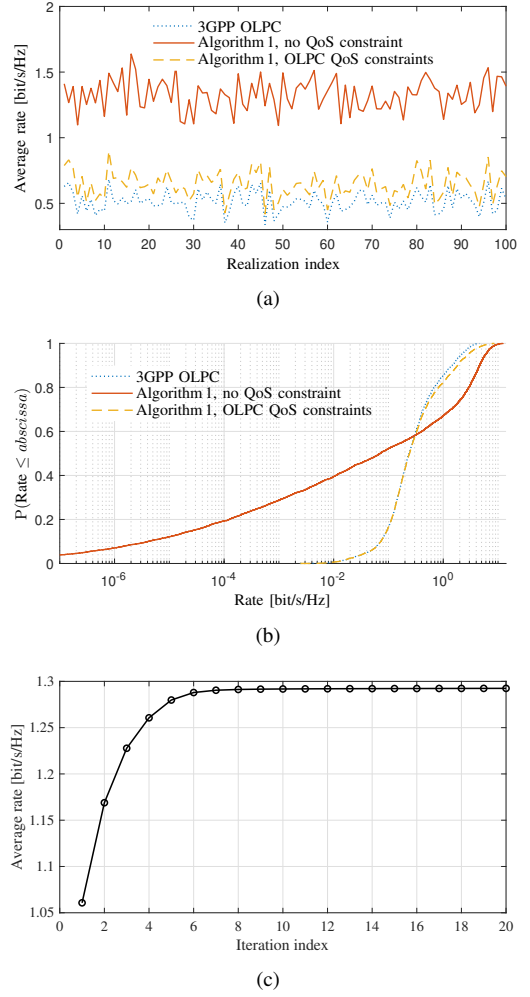 3GPP OLPC
Algorithm 1, no QoS constraint
Algorithm 1, OLPC QoS constraints
Average rate [bit/s/Hz]
2
1.5
1
0.5
0 10 20 30 40 50 60 70 80 90 100
Realization index
(a)
3GPP OLPC
Algorithm 1, no QoS constraint
Algorithm 1, OLPC QoS constraints
P (Rate ≤ abscissa)
1
0.8
0.6
0.4
0.2
0
10^-6 10^-4 10^-2 10^0
Rate [bit/s/Hz]
(b)
Average rate [bit/s/Hz]
1.3
1.25
1.2
1.15
1.1
1.05
0 2 4 6 8 10 12 14 16 18 20
Iteration index
(c)